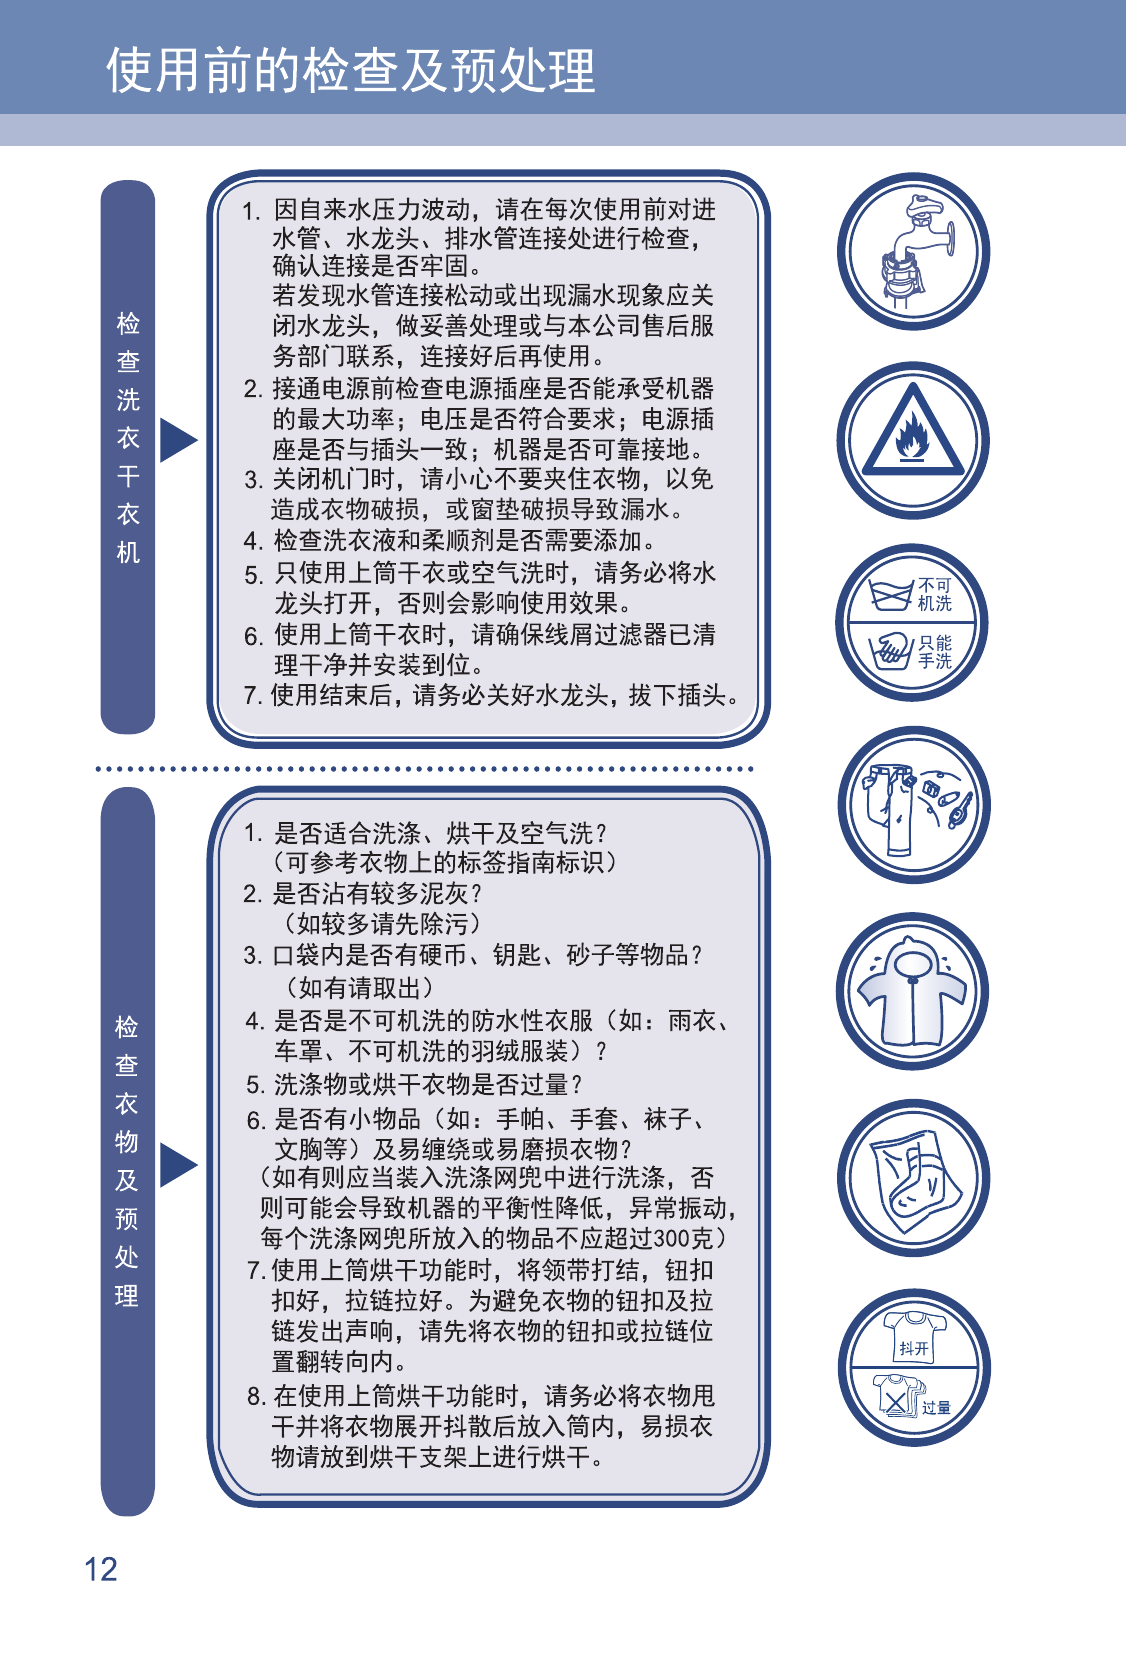 使用前的检查及预处理
检查洗衣干衣机
1. 因自来水压力波动，请在每次使用前对进
水管、水龙头、排水管连接处进行检查，
确认连接是否牢固。
若发现水管连接松动或出现漏水现象应关
闭水龙头，做妥善处理或与本公司售后服
务部门联系，连接好后再使用。
2. 接通电源前检查电源插座是否能承受机器
的最大功率；电压是否符合要求；电源插
座是否与插头一致；机器是否可靠接地。
3. 关闭机门时，请小心不要夹住衣物，以免
造成衣物破损，或窗垫破损导致漏水。
4. 检查洗衣液和柔顺剂是否需要添加。
5. 只使用上筒干衣或空气洗时，请务必将水
龙头打开，否则会影响使用效果。
6. 使用上筒干衣时，请确保线屑过滤器已清
理干净并安装到位。
7. 使用结束后，请务必关好水龙头，拔下插头。
不可
机洗
只能
手洗
检查衣物及预处理
1. 是否适合洗涤、烘干及空气洗？
（可参考衣物上的标签指南标识）
2. 是否沾有较多泥灰？
（如较多请先除污）
3. 口袋内是否有硬币、钥匙、砂子等物品？
（如有请取出）
4. 是否是不可机洗的防水性衣服（如：雨衣、
车罩、不可机洗的羽绒服装）？
5. 洗涤物或烘干衣物是否过量？
6. 是否有小物品（如：手帕、手套、袜子、
文胸等）及易缠绕或易磨损衣物？
（如有则应当装入洗涤网兜中进行洗涤，否
则可能会导致机器的平衡性降低，异常振动，
每个洗涤网兜所放入的物品不应超过300克）
7. 使用上筒烘干功能时，将领带打结，钮扣
扣好，拉链拉好。为避免衣物的钮扣及拉
链发出声响，请先将衣物的钮扣或拉链位
置翻转向内。
8. 在使用上筒烘干功能时，请务必将衣物甩
干并将衣物展开抖散后放入筒内，易损衣
物请放到烘干支架上进行烘干。
抖开
过量
12